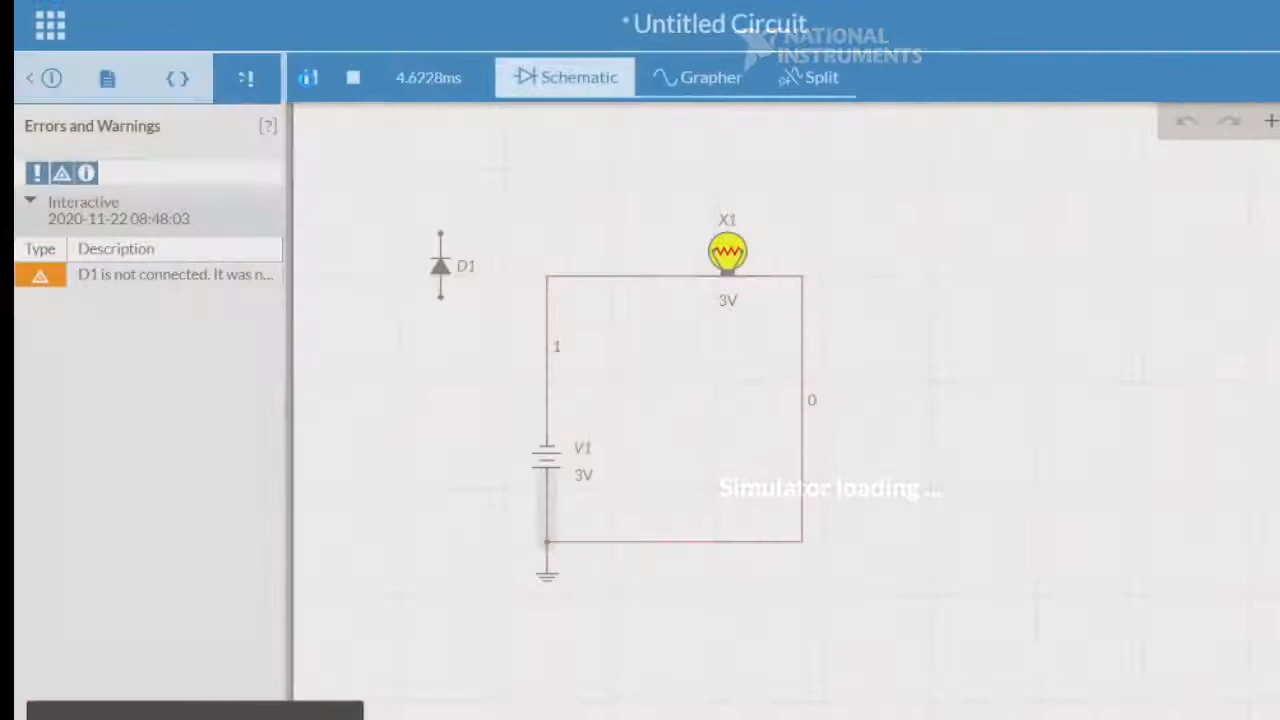 *Untitled Circuit
NATIONAL
INSTRUMENTS
4.6728ms
Schematic
Grapher
Split
Errors and Warnings
[?]
Interactive
2020-11-22 08:48:03
Type
Description
D1 is not connected. It was n...
D1
X1
3V
1
0
V1
3V
Simulator loading ...